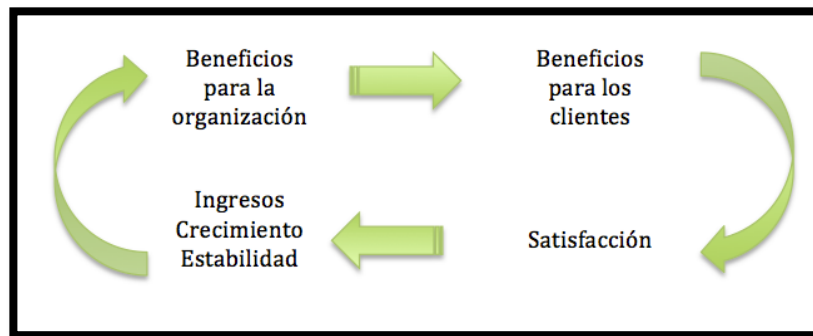 Beneficios
para la
organización
Beneficios
para los
clientes
Ingresos
Crecimiento
Estabilidad
Satisfacción